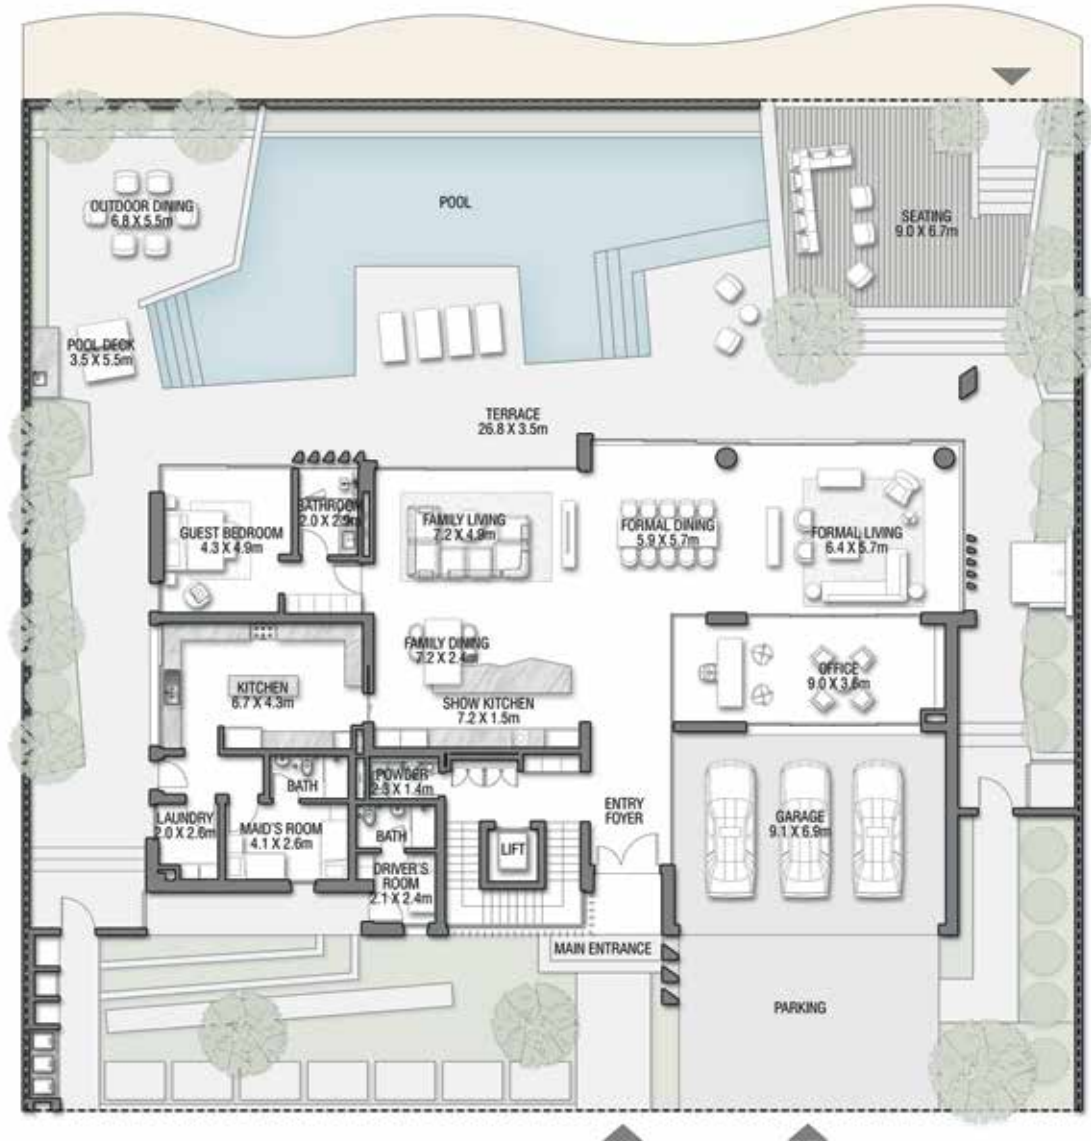 POOL
OUTDOOR DINING
6.8 X 5.5m
SEATING
9.0 X 6.7m
POOL DECK
3.5 X 5.5m
TERRACE
26.8 X 3.5m
BATHROOM
2.0 X 2.9m
GUEST BEDROOM
4.3 X 4.9m
FAMILY LIVING
7.2 X 4.9m
FORMAL DINING
5.9 X 5.7m
FORMAL LIVING
6.4 X 5.7m
FAMILY DINING
7.2 X 2.4m
OFFICE
9.0 X 3.6m
KITCHEN
6.7 X 4.3m
SHOW KITCHEN
7.2 X 1.5m
POWDER
2.3 X 1.4m
BATH
LAUNDRY
2.0 X 2.6m
MAID'S ROOM
4.1 X 2.6m
BATH
DRIVER'S
ROOM
2.1 X 2.4m
LIFT
ENTRY
FOYER
GARAGE
9.1 X 6.9m
MAIN ENTRANCE
PARKING